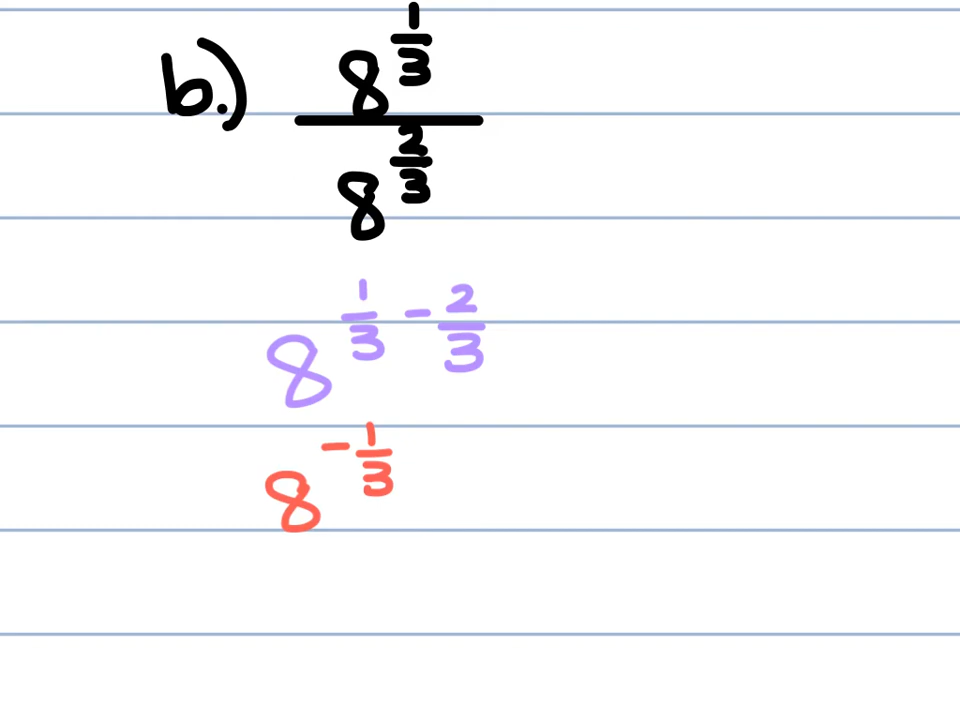 b.) 8^(1/3) / 8^(2/3)
8^(1/3 - 2/3)
8^(-1/3)